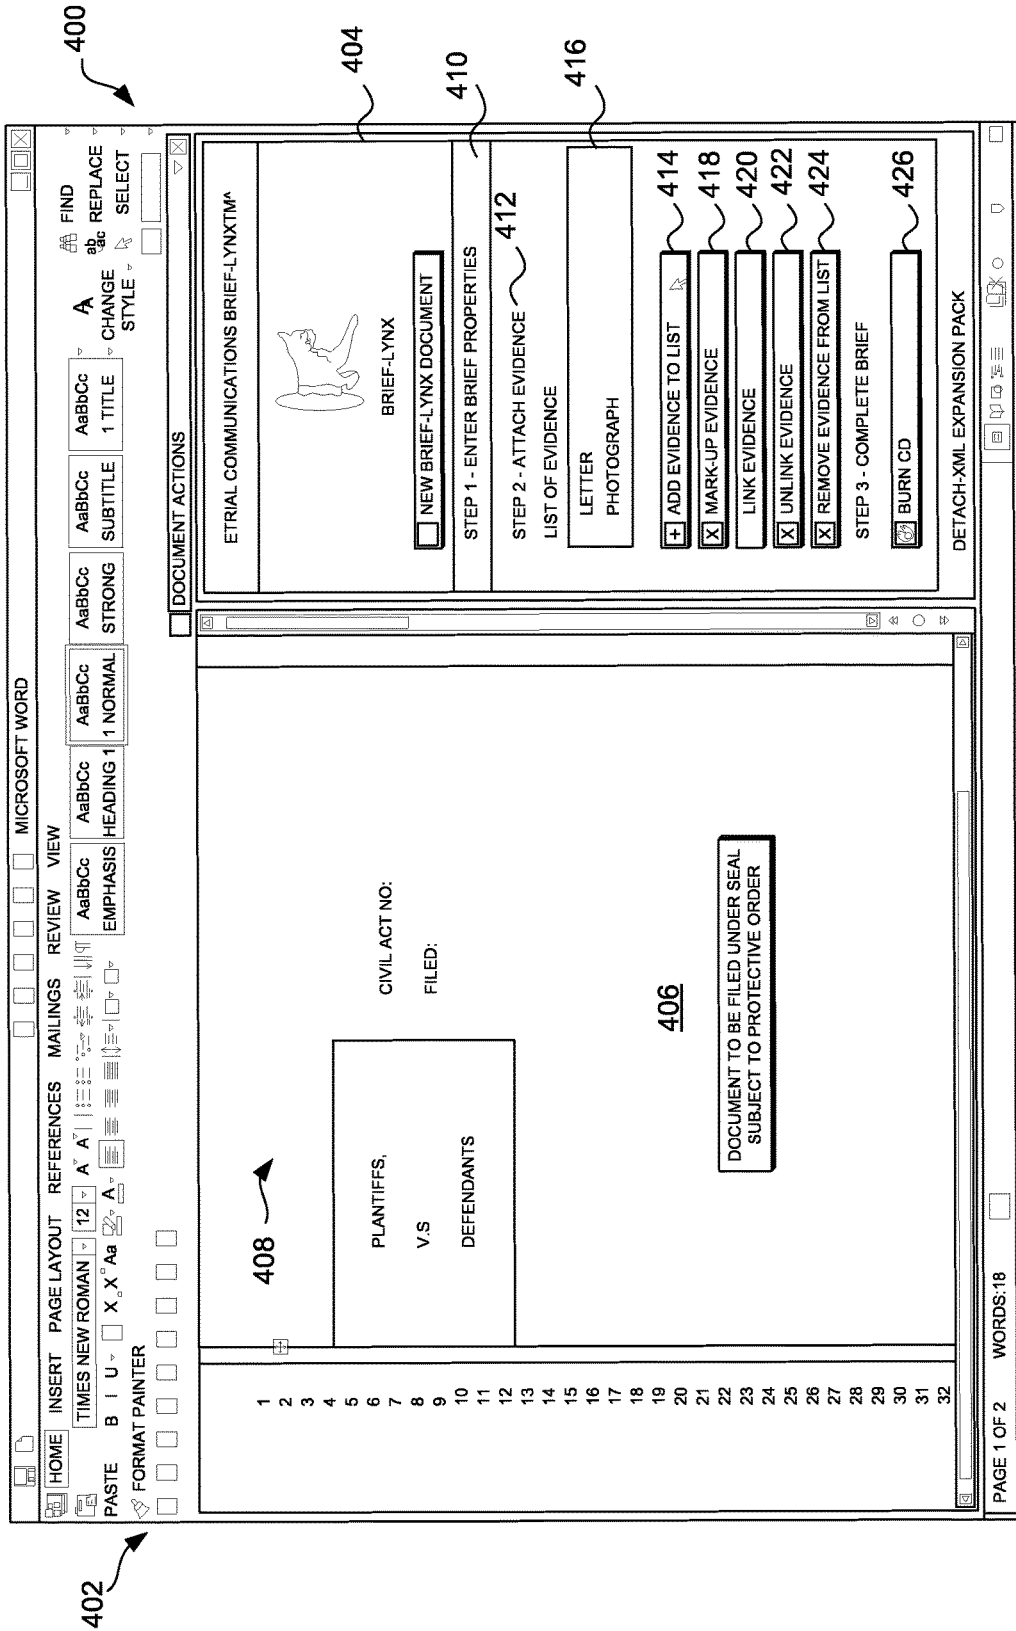 400
402
MICROSOFT WORD
HOME INSERT PAGE LAYOUT REFERENCES MAILINGS REVIEW VIEW
TIMES NEW ROMAN 12 A A
PASTE B I U X X Aa A
FORMAT PAINTER
AaBbCc AaBbCc AaBbCc AaBbCc AaBbCc AaBbCc
EMPHASIS HEADING 1 1 NORMAL STRONG SUBTITLE 1 TITLE
A A
CHANGE
STYLE
FIND
ab ac REPLACE
SELECT
DOCUMENT ACTIONS
404
ETRIAL COMMUNICATIONS BRIEF-LYNXTM^
BRIEF-LYNX
NEW BRIEF-LYNX DOCUMENT
STEP 1 - ENTER BRIEF PROPERTIES
410
STEP 2 - ATTACH EVIDENCE
412
LIST OF EVIDENCE
LETTER
PHOTOGRAPH
416
+ ADD EVIDENCE TO LIST
414
X MARK-UP EVIDENCE
418
LINK EVIDENCE
420
X UNLINK EVIDENCE
422
X REMOVE EVIDENCE FROM LIST
424
STEP 3 - COMPLETE BRIEF
BURN CD
426
DETACH-XML EXPANSION PACK
408
1
2
3
4
5
6
7
8
9
10
11
12
13
14
15
16
17
18
19
20
21
22
23
24
25
26
27
28
29
30
31
32
PLANTIFFS,
V.S
DEFENDANTS
CIVIL ACT NO:
FILED:
406
DOCUMENT TO BE FILED UNDER SEAL
SUBJECT TO PROTECTIVE ORDER
PAGE 1 OF 2 WORDS:18